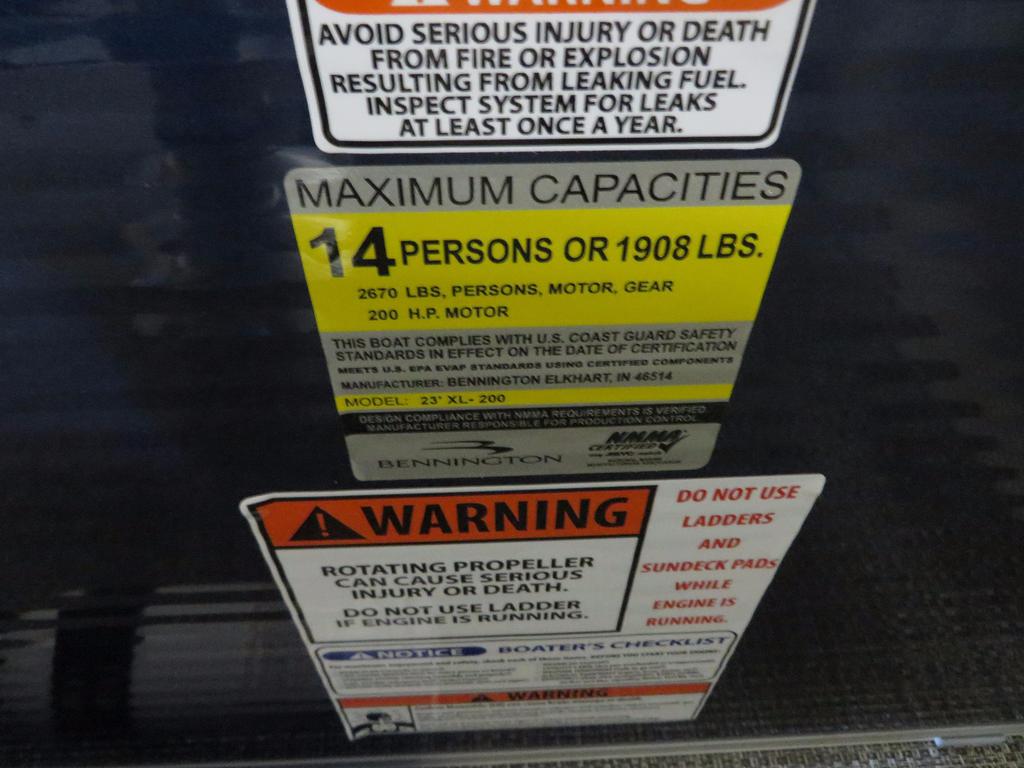 WARNING
AVOID SERIOUS INJURY OR DEATH
FROM FIRE OR EXPLOSION
RESULTING FROM LEAKING FUEL.
INSPECT SYSTEM FOR LEAKS
AT LEAST ONCE A YEAR.
MAXIMUM CAPACITIES
14 PERSONS OR 1908 LBS.
2670 LBS, PERSONS, MOTOR, GEAR
200 H.P. MOTOR
THIS BOAT COMPLIES WITH U.S. COAST GUARD SAFETY
STANDARDS IN EFFECT ON THE DATE OF CERTIFICATION
MEETS U.S. EPA EVAP STANDARDS USING CERTIFIED COMPONENTS
MANUFACTURER: BENNINGTON ELKHART, IN 46514
MODEL: 23' XL- 200
DESIGN COMPLIANCE WITH NMMA REQUIREMENTS IS VERIFIED.
MANUFACTURER RESPONSIBLE FOR PRODUCTION CONTROL.
BENNINGTON
NMMA
CERTIFIED
WARNING
ROTATING PROPELLER
CAN CAUSE SERIOUS
INJURY OR DEATH.
DO NOT USE LADDER
IF ENGINE IS RUNNING.
DO NOT USE
LADDERS
AND
SUNDECK PADS
WHILE
ENGINE IS
RUNNING.
NOTICE BOATER'S CHECKLIST
WARNING